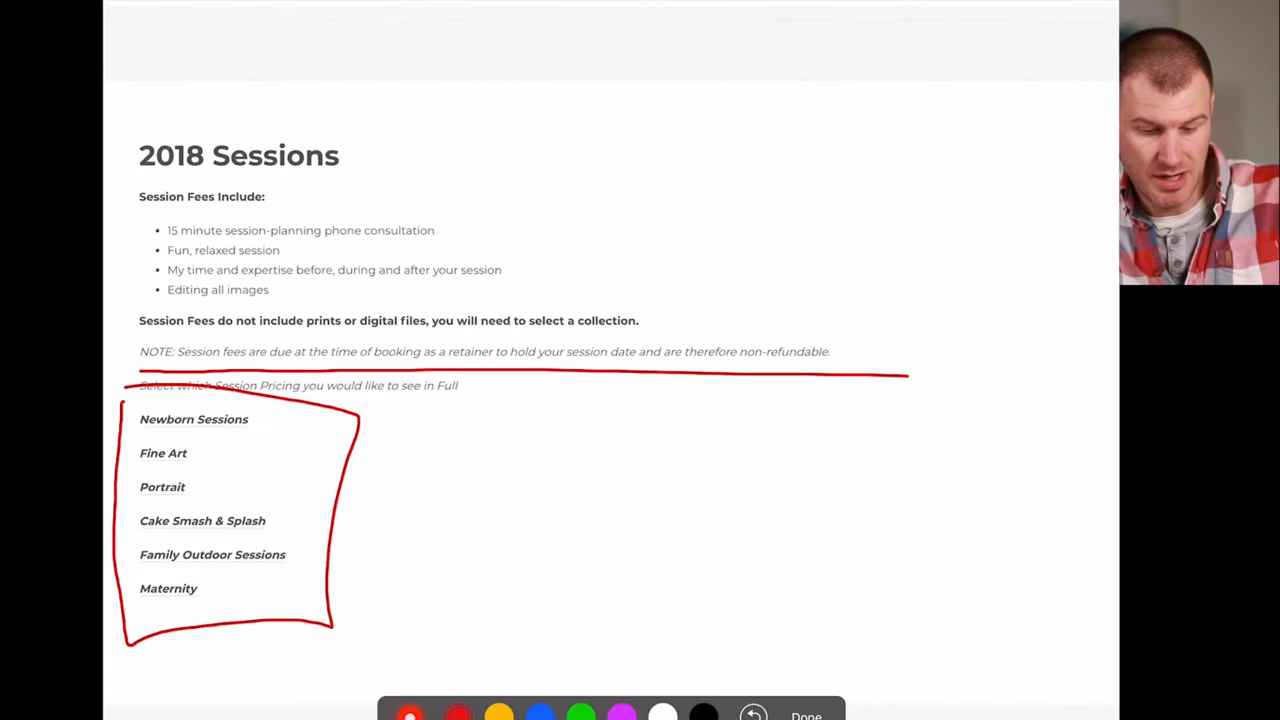 2018 Sessions
Session Fees Include:
• 15 minute session-planning phone consultation
• Fun, relaxed session
• My time and expertise before, during and after your session
• Editing all images
Session Fees do not include prints or digital files, you will need to select a collection.
NOTE: Session fees are due at the time of booking as a retainer to hold your session date and are therefore non-refundable.
Select which Session Pricing you would like to see in Full
Newborn Sessions
Fine Art
Portrait
Cake Smash & Splash
Family Outdoor Sessions
Maternity
Done